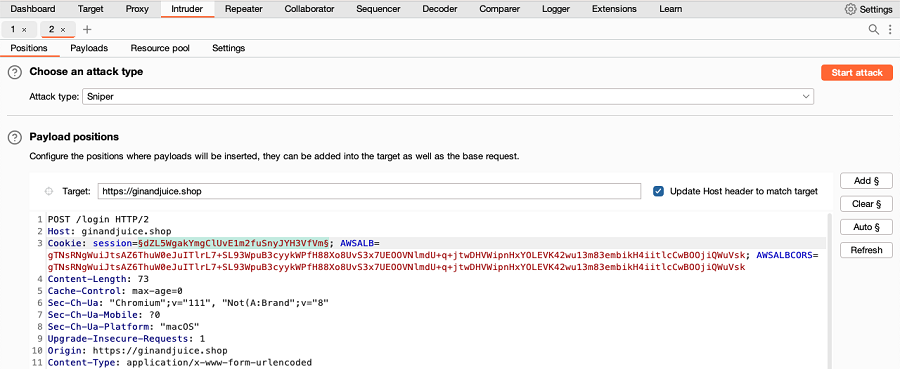 Dashboard Target Proxy Intruder Repeater Collaborator Sequencer Decoder Comparer Logger Extensions Learn Settings
1 × 2 × +
Positions Payloads Resource pool Settings
? Choose an attack type Start attack
Attack type: Sniper
? Payload positions
Configure the positions where payloads will be inserted, they can be added into the target as well as the base request.
Target: https://ginandjuice.shop Update Host header to match target Add §
Clear §
Auto §
Refresh
1 POST /login HTTP/2
2 Host: ginandjuice.shop
3 Cookie: session=§dZL5WgakYmgClUvE1m2fuSnyJYH3VfVm§; AWSALB=
gTNsRNgWuiJtsAZ6ThuW0eJuITlrL7+SL93WpuB3cyykWPfH88Xo8UvS3x7UEOOVNlmdU+q+jtwDHVWipnHxYOLEVK42wu13m83embikH4iitlcCwBOOjiQWuVsk; AWSALBCORS=
gTNsRNgWuiJtsAZ6ThuW0eJuITlrL7+SL93WpuB3cyykWPfH88Xo8UvS3x7UEOOVNlmdU+q+jtwDHVWipnHxYOLEVK42wu13m83embikH4iitlcCwBOOjiQWuVsk
4 Content-Length: 73
5 Cache-Control: max-age=0
6 Sec-Ch-Ua: "Chromium";v="111", "Not(A:Brand";v="8"
7 Sec-Ch-Ua-Mobile: ?0
8 Sec-Ch-Ua-Platform: "macOS"
9 Upgrade-Insecure-Requests: 1
10 Origin: https://ginandjuice.shop
11 Content-Type: application/x-www-form-urlencoded